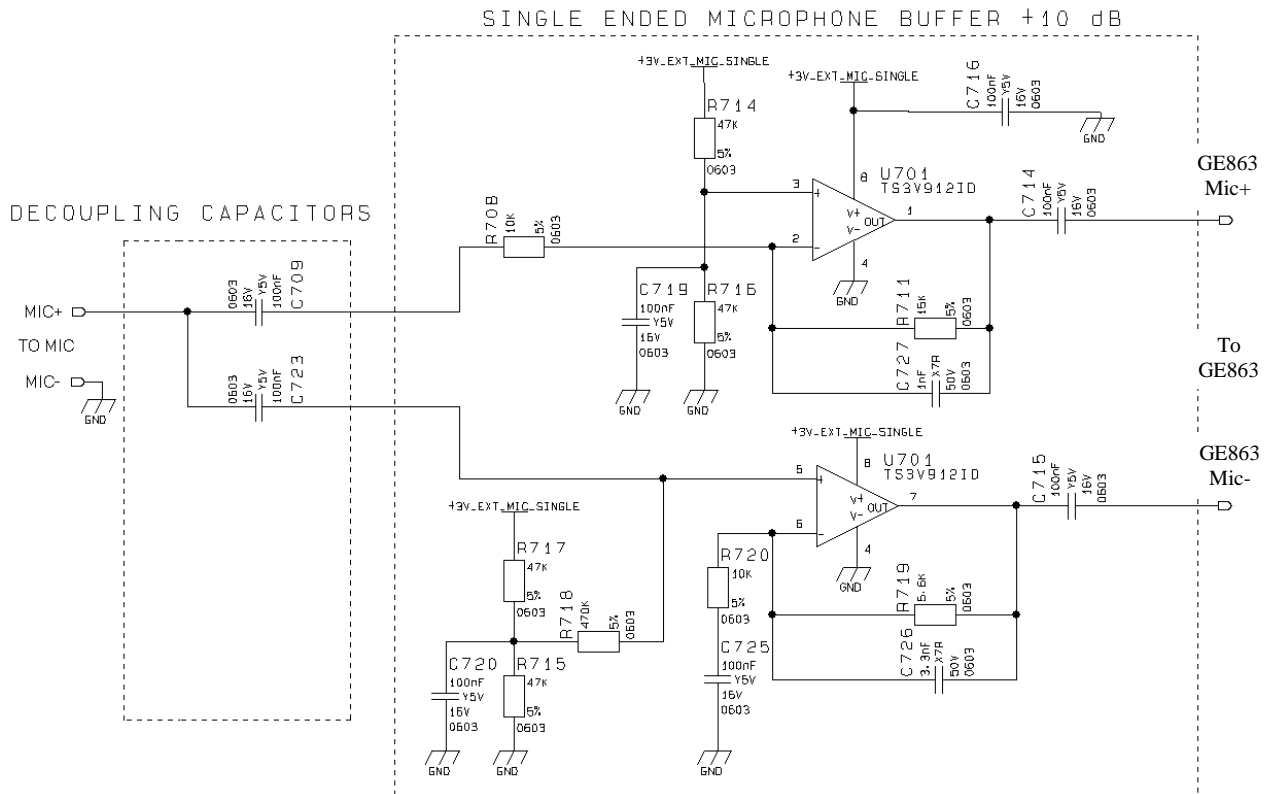 SINGLE ENDED MICROPHONE BUFFER +10 dB
DECOUPLING CAPACITORS
MIC+
TO MIC
MIC-
GND
0603
16V
Y5V
100nF
C709
0603
16V
Y5V
100nF
C723
R708
10K
5%
0603
+3V_EXT_MIC_SINGLE
R714
47K
5%
0603
C719
100nF
Y5V
16V
0603
GND
R716
47K
5%
0603
GND
+3V_EXT_MIC_SINGLE
C716
100nF
Y5V
16V
0603
GND
U701
TS3V912ID
3
2
8
1
4
+
-
V+
V-
OUT
GND
R711
15K
5%
0603
C727
1nF
X7R
50V
0603
C714
100nF
Y5V
16V
0603
GE863
Mic+
To
GE863
+3V_EXT_MIC_SINGLE
U701
TS3V912ID
5
6
8
7
4
+
-
V+
V-
OUT
GND
+3V_EXT_MIC_SINGLE
R717
47K
5%
0603
R718
470K
5%
0603
C720
100nF
Y5V
16V
0603
GND
R715
47K
5%
0603
GND
R720
10K
5%
0603
C725
100nF
Y5V
16V
0603
GND
R719
5.6K
5%
0603
C726
3.3nF
X7R
50V
0603
C715
100nF
Y5V
16V
0603
GE863
Mic-